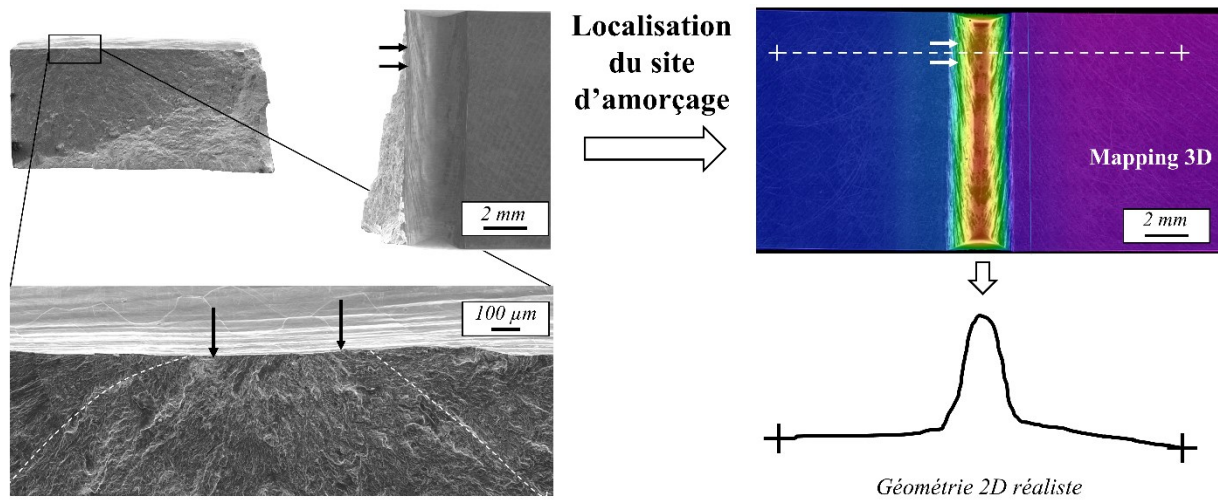 Localisation
du site
d’amorçage
2 mm
100 µm
Mapping 3D
2 mm
Géométrie 2D réaliste